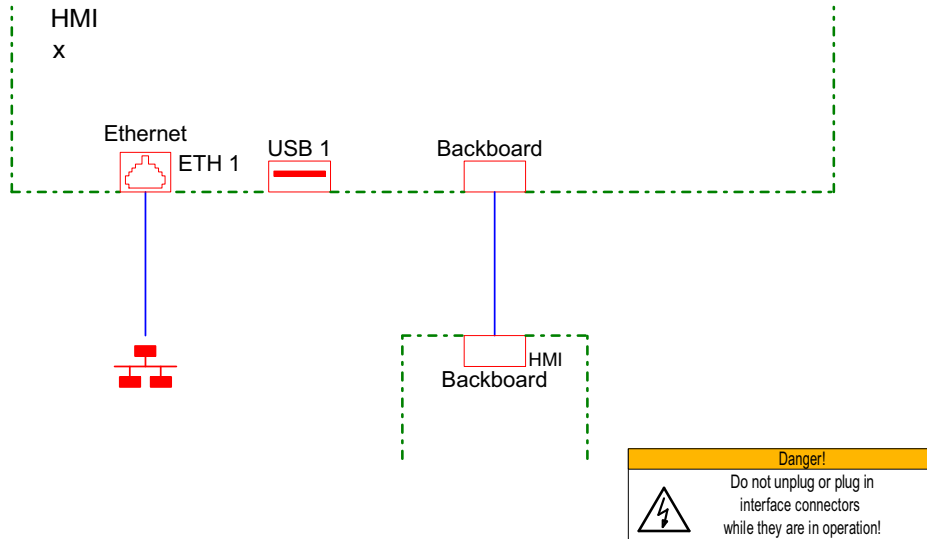 HMI
x
Ethernet
ETH 1
USB 1
Backboard
HMI
Backboard
Danger!
Do not unplug or plug in
interface connectors
while they are in operation!